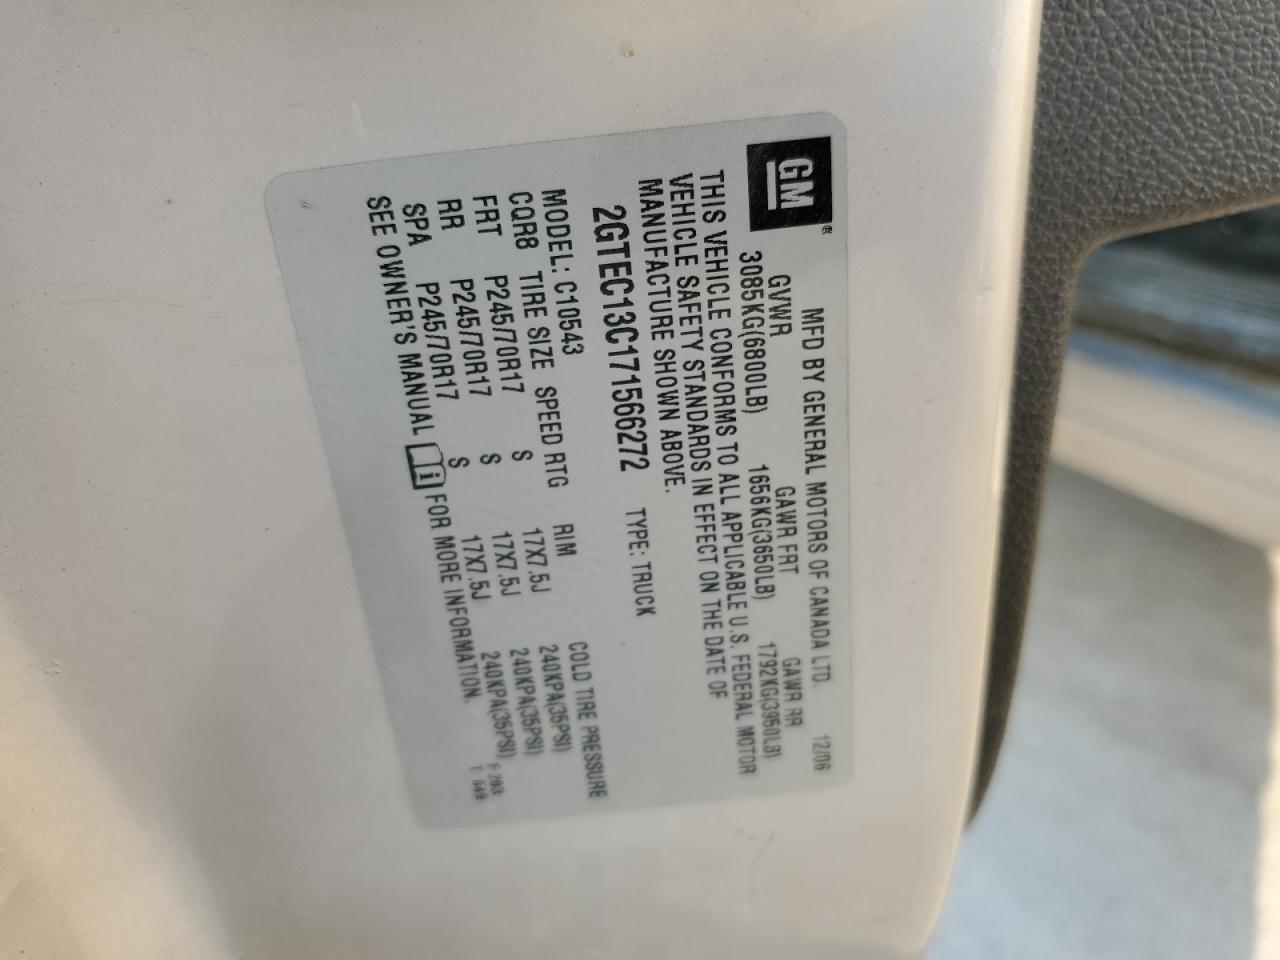 GM®
MFD BY GENERAL MOTORS OF CANADA LTD. 12/06
GVWR GAWR FRT GAWR RR
3085KG(6800LB) 1656KG(3650LB) 1792KG(3950LB)
THIS VEHICLE CONFORMS TO ALL APPLICABLE U.S. FEDERAL MOTOR
VEHICLE SAFETY STANDARDS IN EFFECT ON THE DATE OF
MANUFACTURE SHOWN ABOVE.
2GTEC13C171566272 TYPE: TRUCK
MODEL: C10543
CQR8 TIRE SIZE SPEED RTG RIM COLD TIRE PRESSURE
FRT P245/70R17 S 17X7.5J 240KPA(35PSI)
RR P245/70R17 S 17X7.5J 240KPA(35PSI)
SPA P245/70R17 S 17X7.5J 240KPA(35PSI)
SEE OWNER'S MANUAL i FOR MORE INFORMATION.